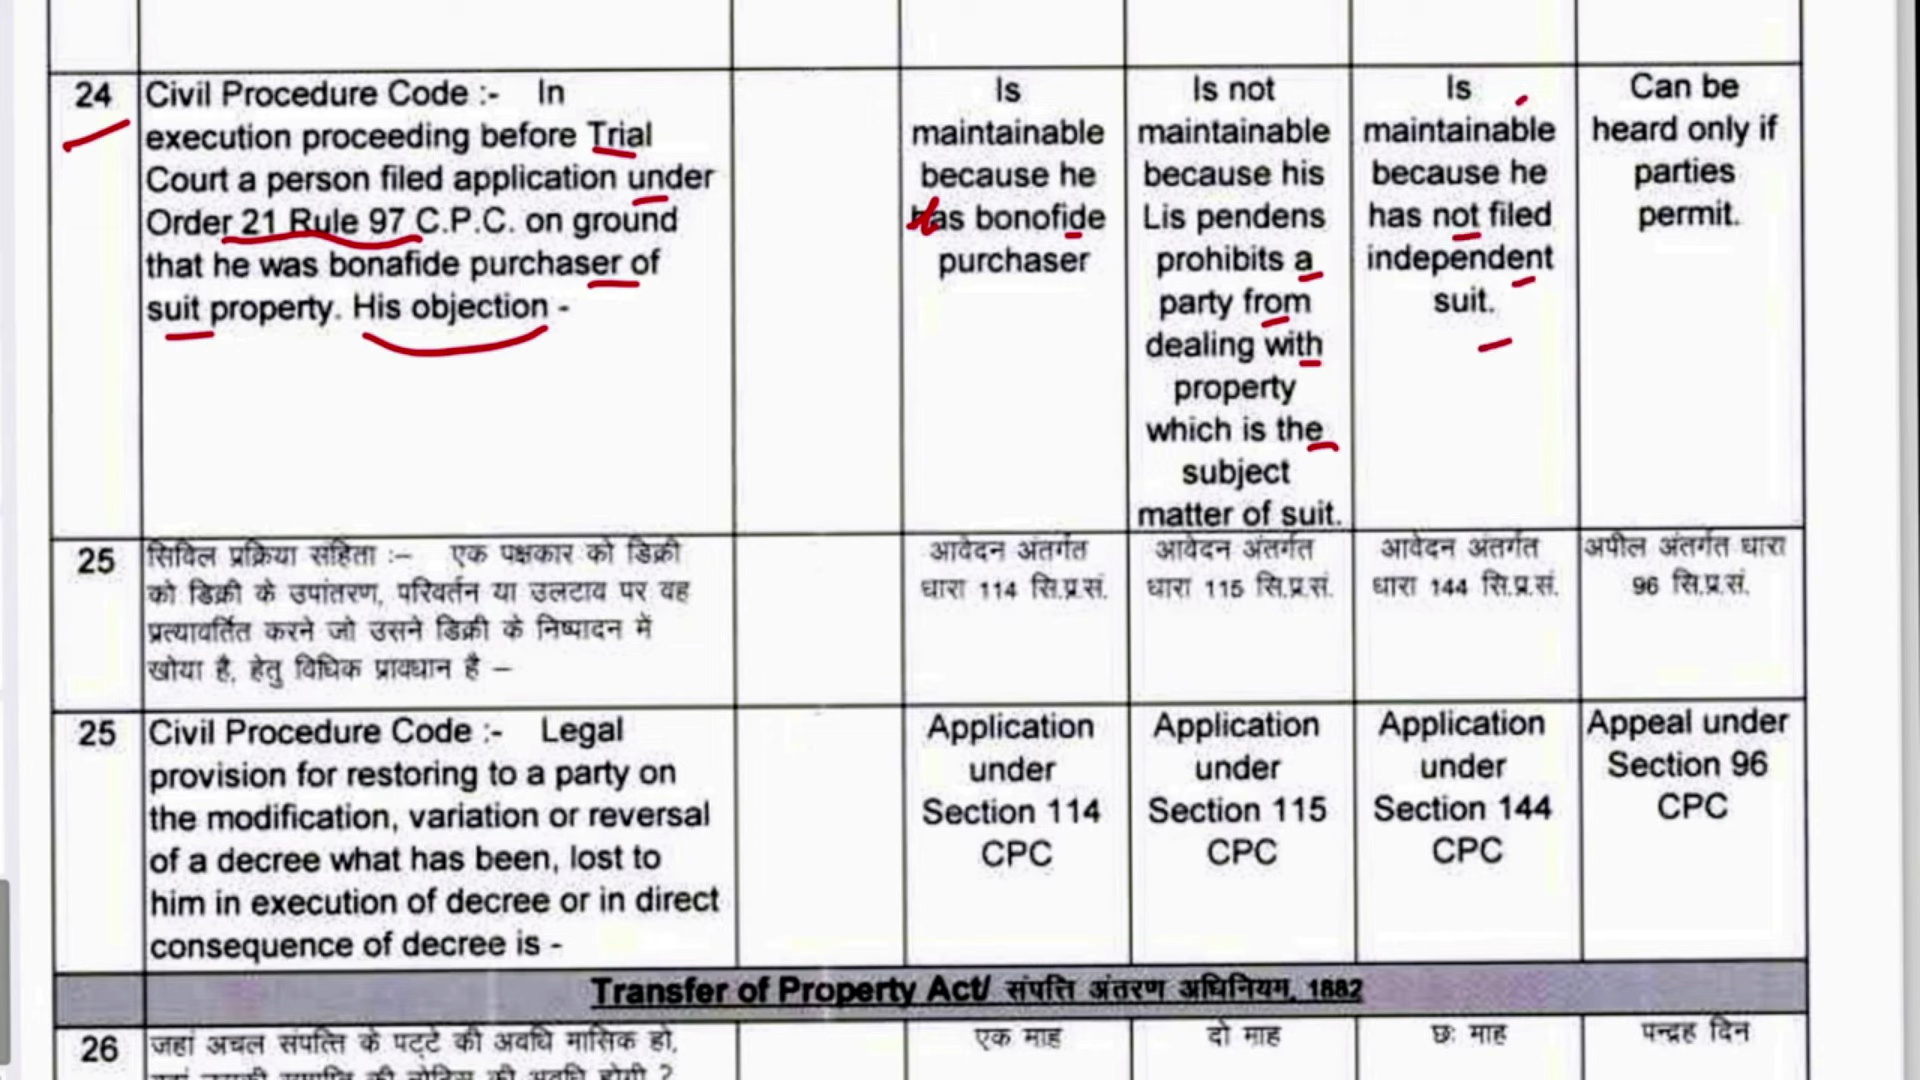 24
Civil Procedure Code :- In
execution proceeding before Trial
Court a person filed application under
Order 21 Rule 97 C.P.C. on ground
that he was bonafide purchaser of
suit property. His objection -
Is
maintainable
because he
has bonofide
purchaser
Is not
maintainable
because his
Lis pendens
prohibits a
party from
dealing with
property
which is the
subject
matter of suit.
Is
maintainable
because he
has not filed
independent
suit.
Can be
heard only if
parties
permit.
25
सिविल प्रक्रिया संहिता :– एक पक्षकार को डिक्री
को डिक्री के उपांतरण, परिवर्तन या उलटाव पर वह
प्रत्यावर्तित करने जो उसने डिक्री के निष्पादन में
खोया है, हेतु विधिक प्रावधान है –
आवेदन अंतर्गत
धारा 114 सि.प्र.सं.
आवेदन अंतर्गत
धारा 115 सि.प्र.सं.
आवेदन अंतर्गत
धारा 144 सि.प्र.सं.
अपील अंतर्गत धारा
96 सि.प्र.सं.
25
Civil Procedure Code :- Legal
provision for restoring to a party on
the modification, variation or reversal
of a decree what has been, lost to
him in execution of decree or in direct
consequence of decree is -
Application
under
Section 114
CPC
Application
under
Section 115
CPC
Application
under
Section 144
CPC
Appeal under
Section 96
CPC
Transfer of Property Act/ संपत्ति अंतरण अधिनियम, 1882
26
जहां अचल संपत्ति के पट्टे की अवधि मासिक हो,
एक माह
दो माह
छः माह
पन्द्रह दिन